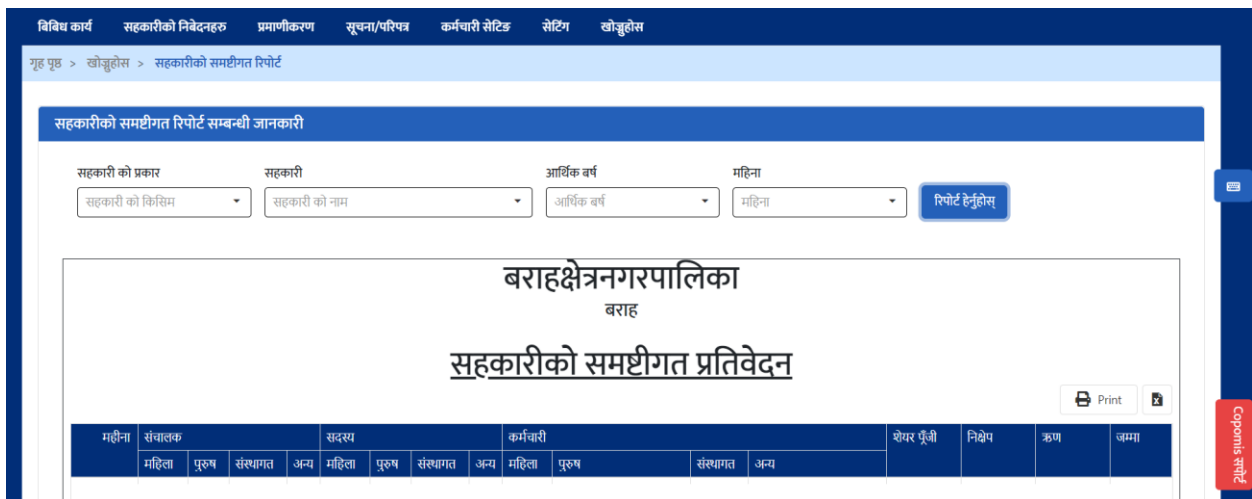 बिबिध कार्य सहकारीको निबेदनहरु प्रमाणीकरण सूचना/परिपत्र कर्मचारी सेटिङ सेटिंग खोज्नुहोस
गृह पृष्ठ > खोज्नुहोस > सहकारीको समष्टीगत रिपोर्ट
सहकारीको समष्टीगत रिपोर्ट सम्बन्धी जानकारी
सहकारी को प्रकार सहकारी आर्थिक बर्ष महिना
सहकारी को किसिम सहकारी को नाम आर्थिक बर्ष महिना रिपोर्ट हेर्नुहोस्
बराहक्षेत्रनगरपालिका
बराह
सहकारीको समष्टीगत प्रतिवेदन
Print
महीना संचालक सदस्य कर्मचारी शेयर पूँजी निक्षेप ऋण जम्मा
महिला पुरुष संस्थागत अन्य महिला पुरुष संस्थागत अन्य महिला पुरुष संस्थागत अन्य
Copomis सपोर्ट